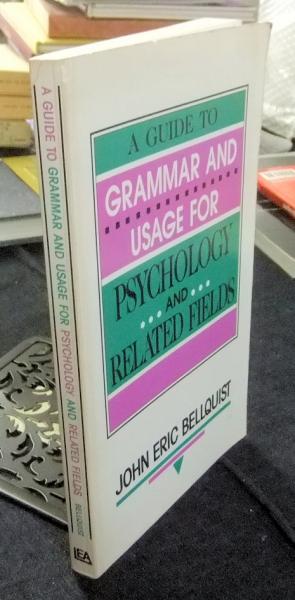 A GUIDE TO
GRAMMAR AND
USAGE FOR
PSYCHOLOGY
...AND...
RELATED FIELDS
JOHN ERIC BELLQUIST
A GUIDE TO GRAMMAR AND USAGE FOR PSYCHOLOGY AND RELATED FIELDS BELLQUIST
LEA